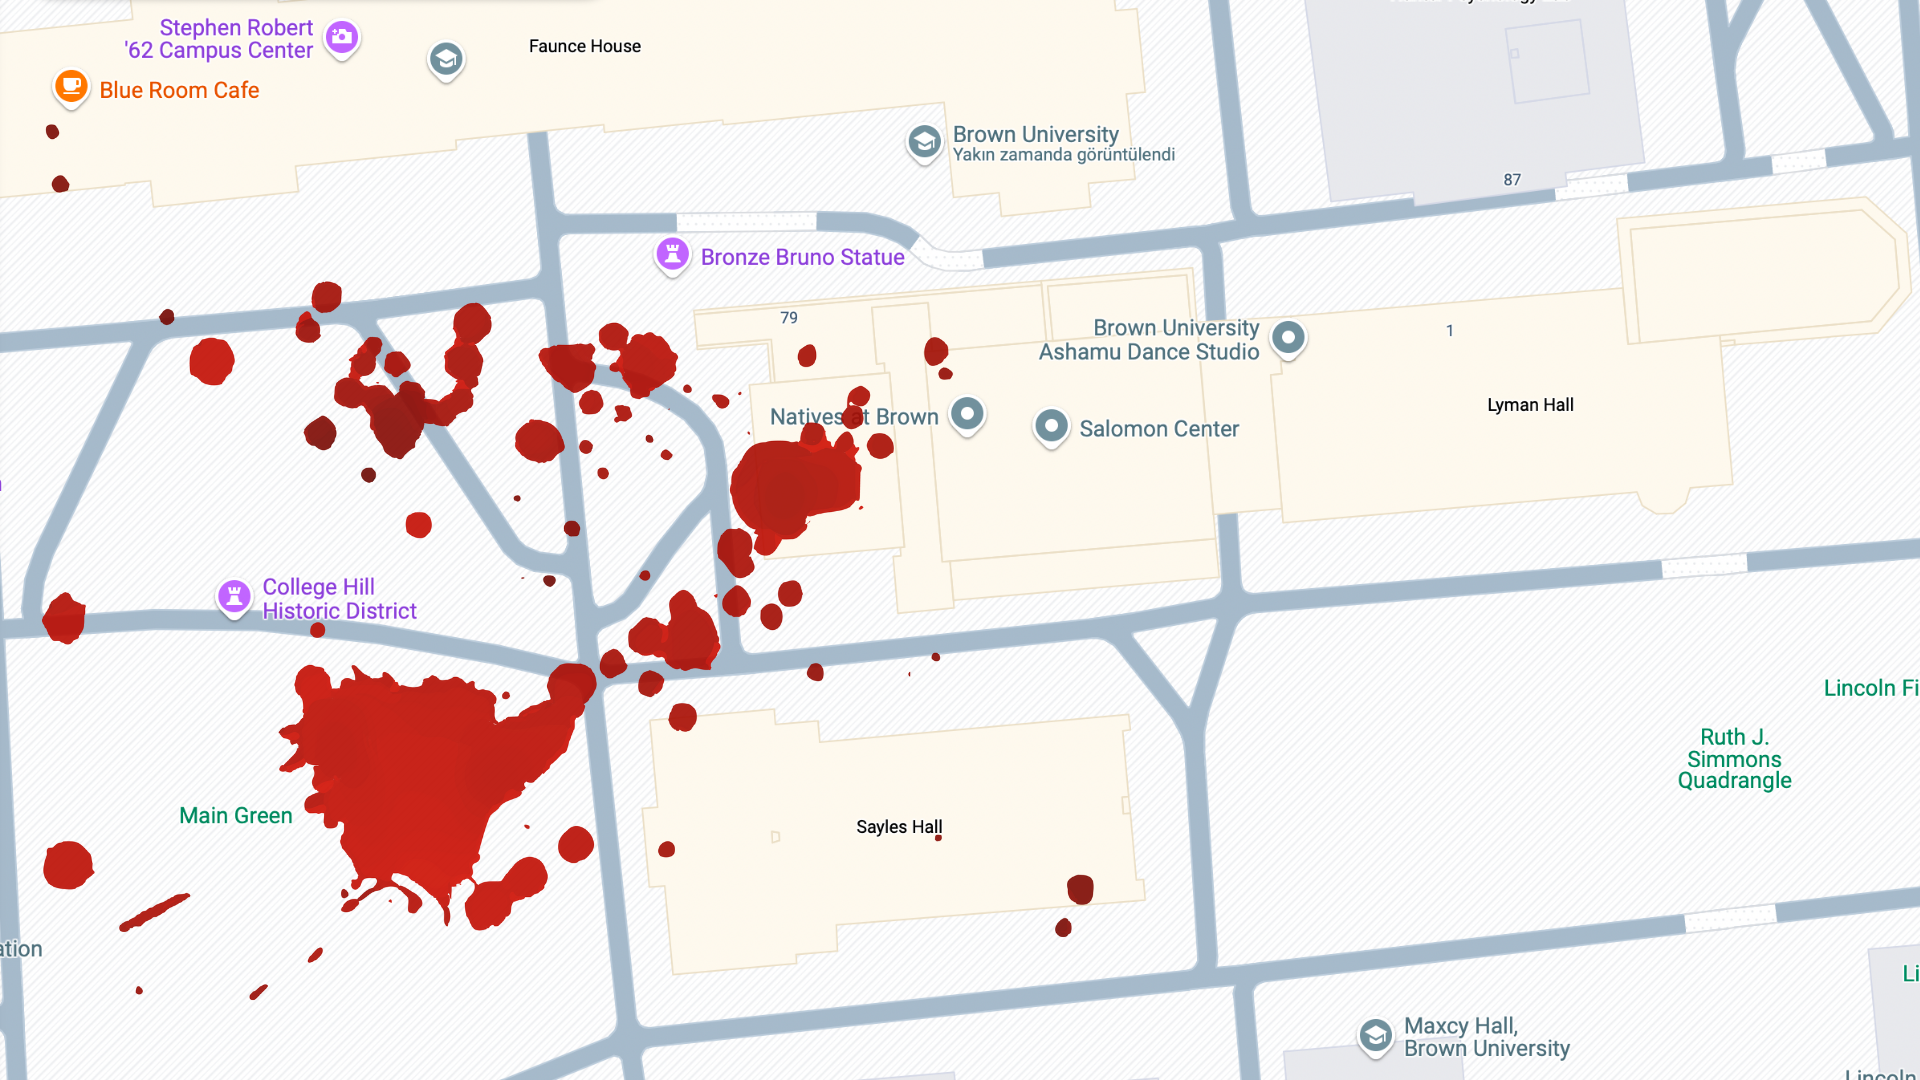 Stephen Robert
'62 Campus Center
Faunce House
Blue Room Cafe
Brown University
Yakın zamanda görüntülendi
87
Bronze Bruno Statue
79
Brown University
Ashamu Dance Studio
1
Lyman Hall
Natives at Brown
Salomon Center
College Hill
Historic District
Lincoln Fi
Ruth J.
Simmons
Quadrangle
Main Green
Sayles Hall
ation
Li
Maxcy Hall,
Brown University
Lincoln